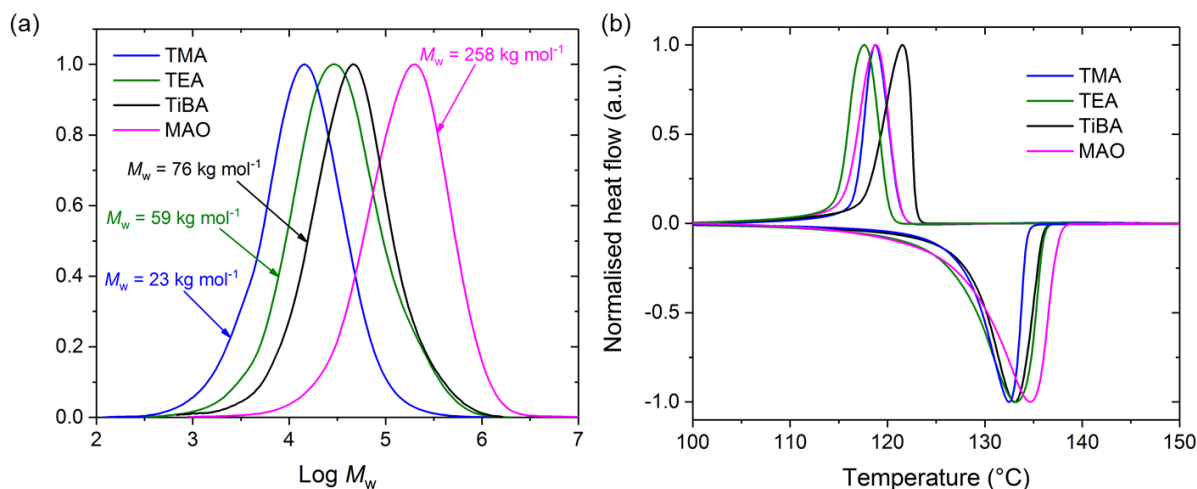 (a)
TMA
TEA
TiBA
MAO
Mw = 258 kg mol-1
Mw = 76 kg mol-1
Mw = 59 kg mol-1
Mw = 23 kg mol-1
1.0
0.8
0.6
0.4
0.2
0.0
2 3 4 5 6 7
Log Mw
(b)
Normalised heat flow (a.u.)
1.0
0.5
0.0
-0.5
-1.0
TMA
TEA
TiBA
MAO
100 110 120 130 140 150
Temperature (°C)